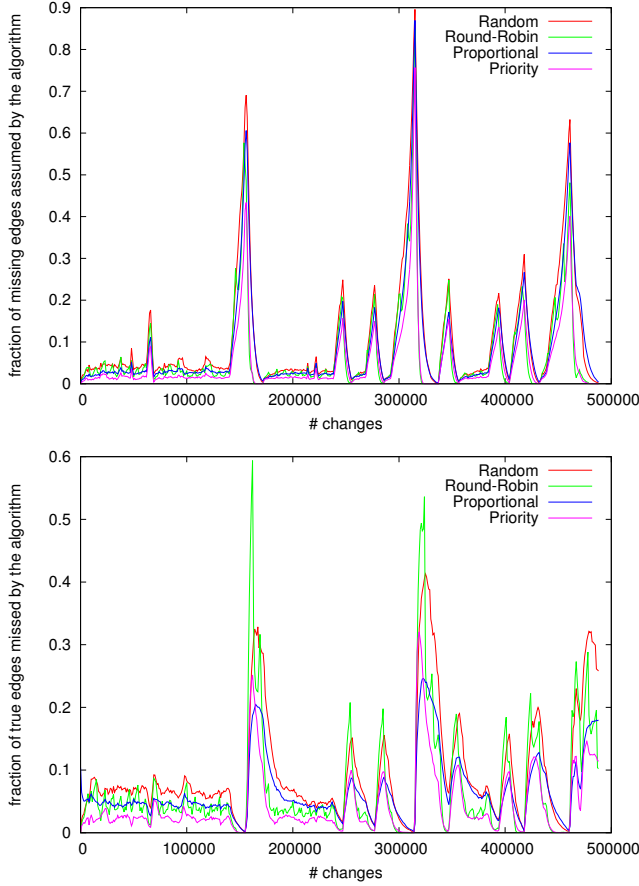 fraction of missing edges assumed by the algorithm
0.9
0.8
0.7
0.6
0.5
0.4
0.3
0.2
0.1
0
Random
Round-Robin
Proportional
Priority
0 100000 200000 300000 400000 500000
# changes
fraction of true edges missed by the algorithm
0.6
0.5
0.4
0.3
0.2
0.1
0
Random
Round-Robin
Proportional
Priority
0 100000 200000 300000 400000 500000
# changes